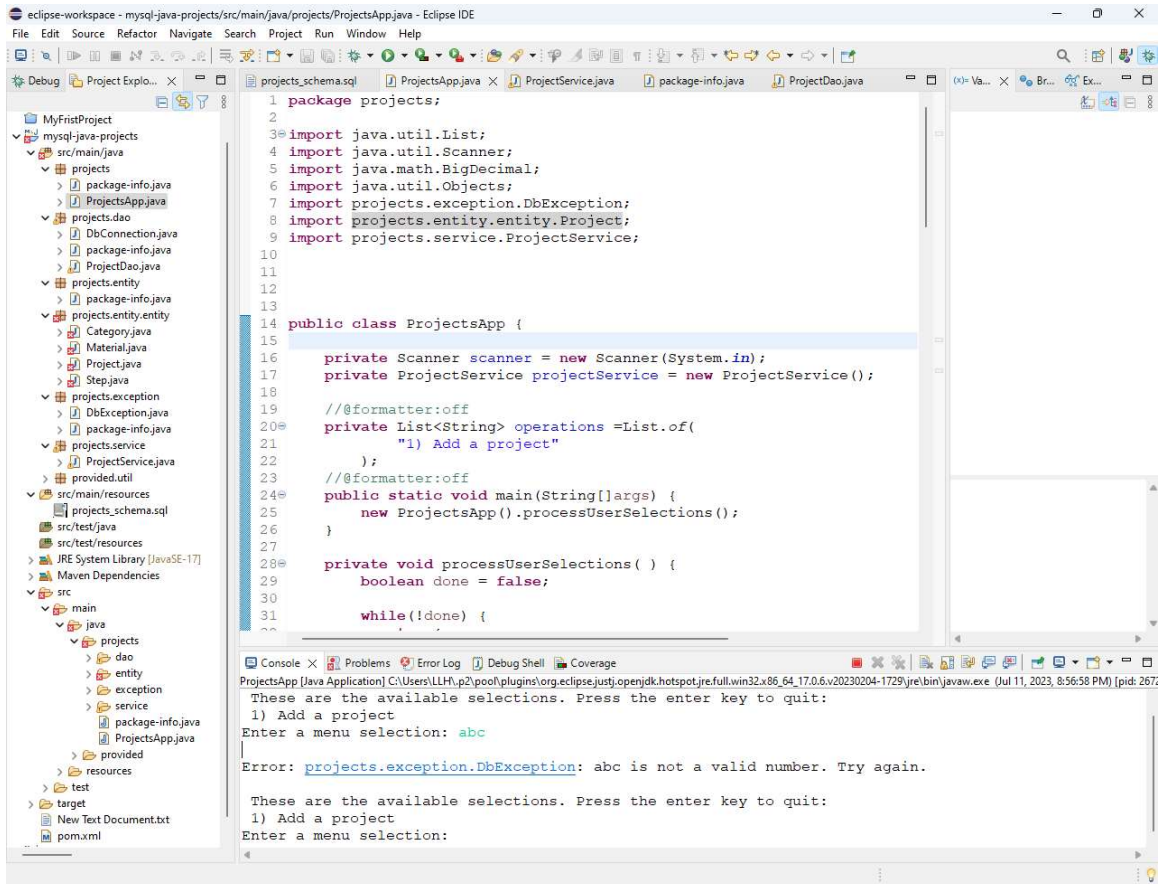 eclipse-workspace - mysql-java-projects/src/main/java/projects/ProjectsApp.java - Eclipse IDE
File Edit Source Refactor Navigate Search Project Run Window Help
Debug Project Explo...
MyFristProject
mysql-java-projects
src/main/java
projects
package-info.java
ProjectsApp.java
projects.dao
DbConnection.java
package-info.java
ProjectDao.java
projects.entity
package-info.java
projects.entity.entity
Category.java
Material.java
Project.java
Step.java
projects.exception
DbException.java
package-info.java
projects.service
ProjectService.java
provided.util
src/main/resources
projects_schema.sql
src/test/java
src/test/resources
JRE System Library [JavaSE-17]
Maven Dependencies
src
main
java
projects
dao
entity
exception
service
package-info.java
ProjectsApp.java
provided
resources
test
target
New Text Document.txt
pom.xml
projects_schema.sql ProjectsApp.java ProjectService.java package-info.java ProjectDao.java
1 package projects;
2
3 import java.util.List;
4 import java.util.Scanner;
5 import java.math.BigDecimal;
6 import java.util.Objects;
7 import projects.exception.DbException;
8 import projects.entity.entity.Project;
9 import projects.service.ProjectService;
10
11
12
13
14 public class ProjectsApp {
15
16 private Scanner scanner = new Scanner(System.in);
17 private ProjectService projectService = new ProjectService();
18
19 //@formatter:off
20 private List<String> operations =List.of(
21 "1) Add a project"
22 );
23 //@formatter:off
24 public static void main(String[]args) {
25 new ProjectsApp().processUserSelections();
26 }
27
28 private void processUserSelections( ) {
29 boolean done = false;
30
31 while(!done) {
(x)= Va... Br... Ex...
Console Problems Error Log Debug Shell Coverage
ProjectsApp [Java Application] C:\Users\LLH\.p2\pool\plugins\org.eclipse.justj.openjdk.hotspot.jre.full.win32.x86_64_17.0.6.v20230204-1729\jre\bin\javaw.exe (Jul 11, 2023, 8:56:58 PM) [pid: 2672
These are the available selections. Press the enter key to quit:
1) Add a project
Enter a menu selection: abc
Error: projects.exception.DbException: abc is not a valid number. Try again.
These are the available selections. Press the enter key to quit:
1) Add a project
Enter a menu selection: